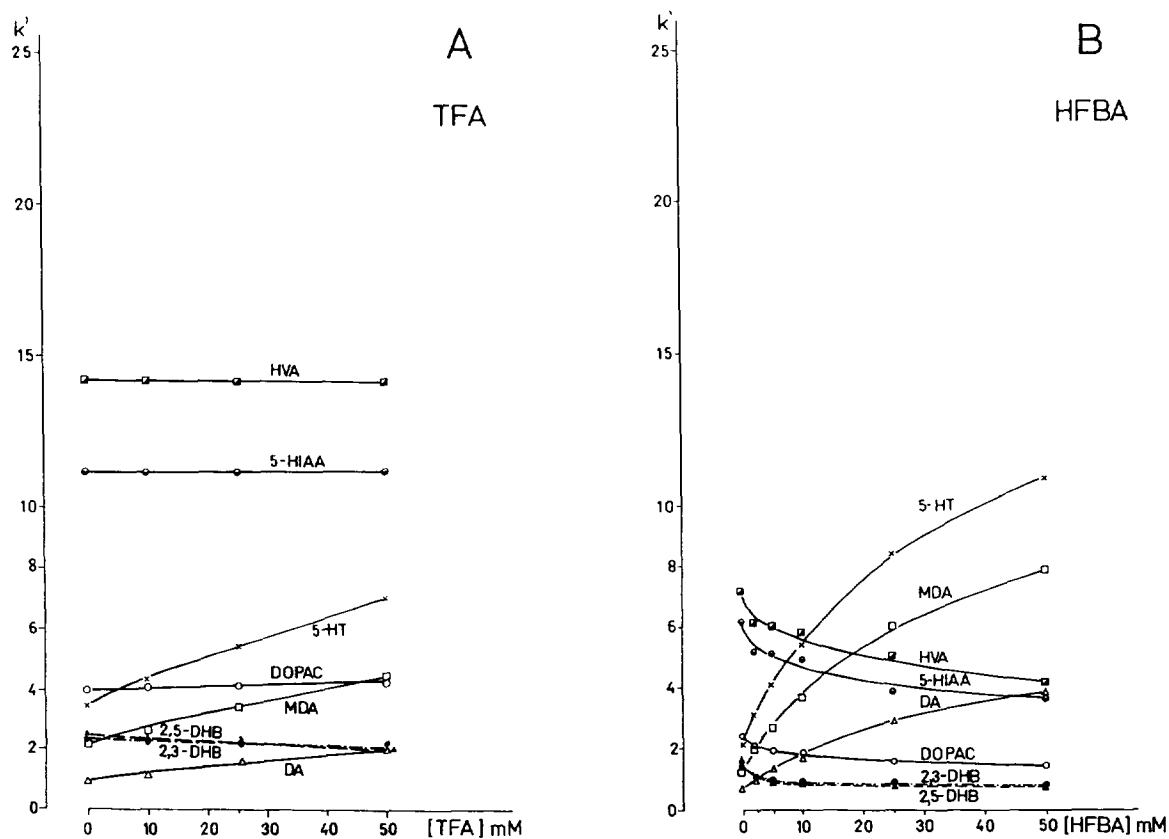 k'
25
20
15
10
8
6
4
2
0
A
TFA
HVA
5-HIAA
5-HT
DOPAC
MDA
2,5-DHB
2,3-DHB
DA
0 10 20 30 40 50 [TFA] mM
k'
25
20
15
10
8
6
4
2
0
B
HFBA
5-HT
MDA
HVA
5-HIAA
DA
DOPAC
2,3-DHB
2,5-DHB
0 10 20 30 40 50 [HFBA] mM